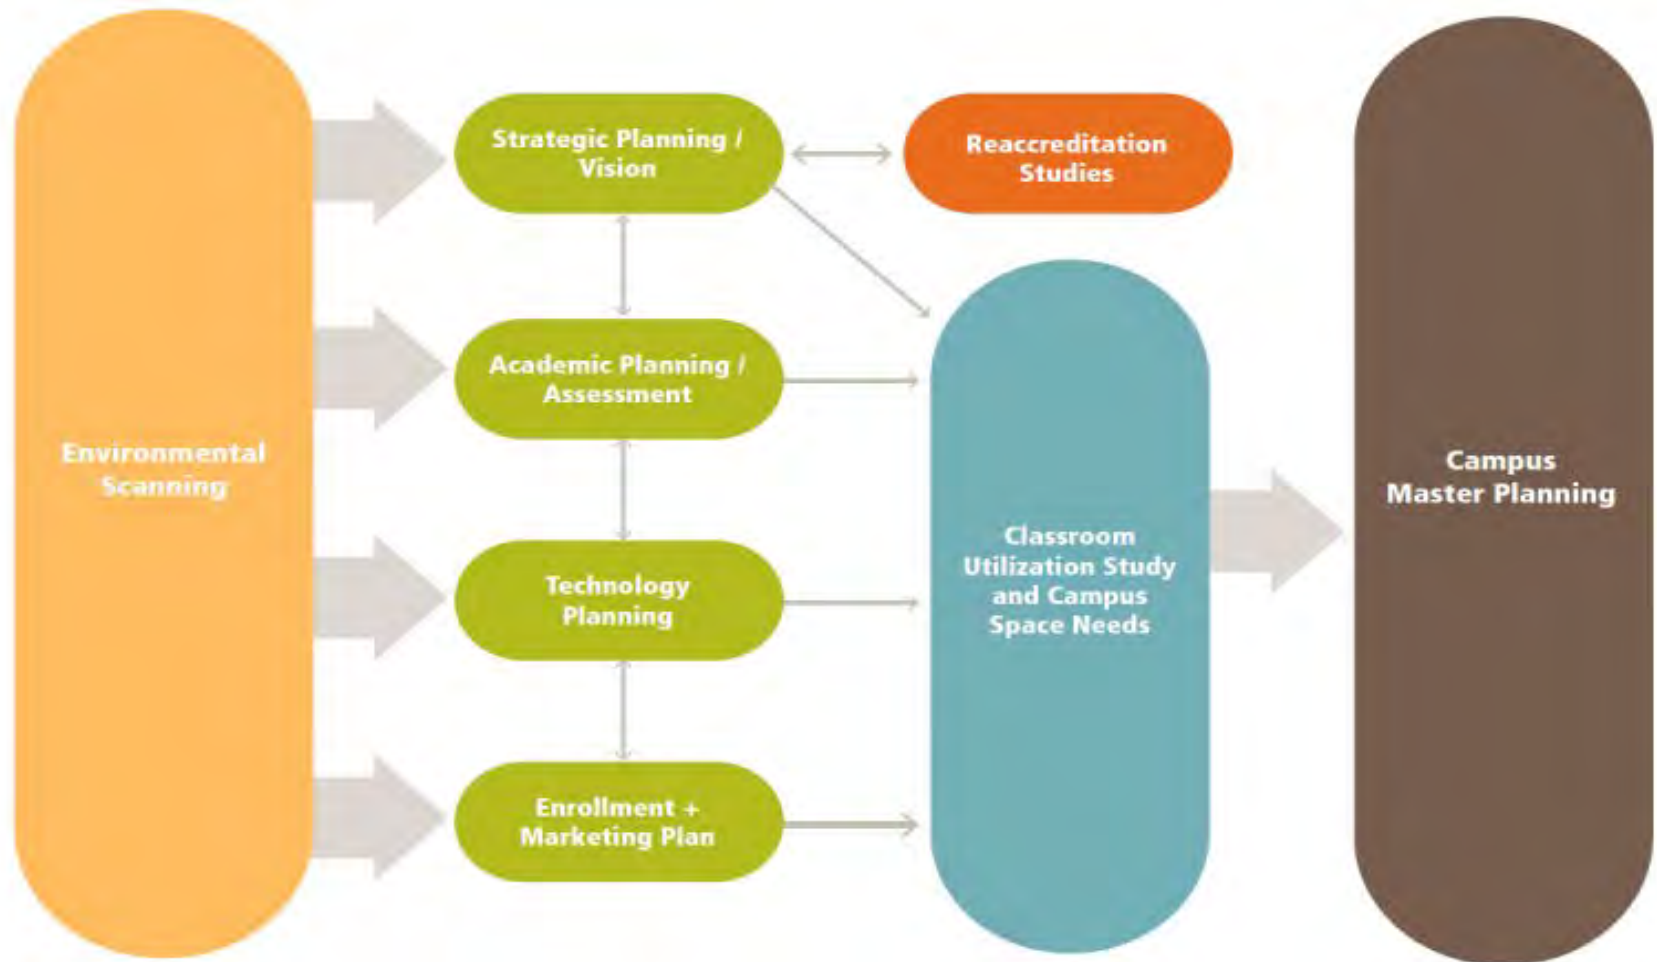 Environmental
Scanning
Strategic Planning /
Vision
Academic Planning /
Assessment
Technology
Planning
Enrollment +
Marketing Plan
Reaccreditation
Studies
Classroom
Utilization Study
and Campus
Space Needs
Campus
Master Planning